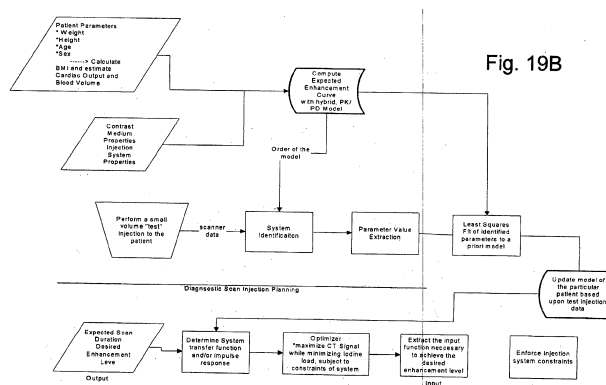 Patient Parameters
* Weight
*Height
*Age
*Sex
------> Calculate
BMI and estimate
Cardiac Output and
Blood Volume
Compute
Expected
Enhancement
Curve
with hybrid, PK/
PD Model
Fig. 19B
Contrast
Medium
Properties
Injection
System
Properties
Order of the
model
Perform a small
volume "test"
Injection to the
patient
scanner
data
System
Identificaiton
Parameter Value
Extraction
Least Squares
Fit of identified
parameters to a
priori model
Update model of
the particular
patient based
upon test injection
data
Diagnsestic Scan Injection Planning
Expected Scan
Duration
Desired
Enhancement
Leve
Output
Determine System
transfer function
and/or impulse
response
Optimizer
*maximize CT Signal
while minimizing Iodine
load, subject to
constraints of system
Extract the input
function neccesary to
achieve the
desired
enhancement level
Input
Enforce injection
system constraints